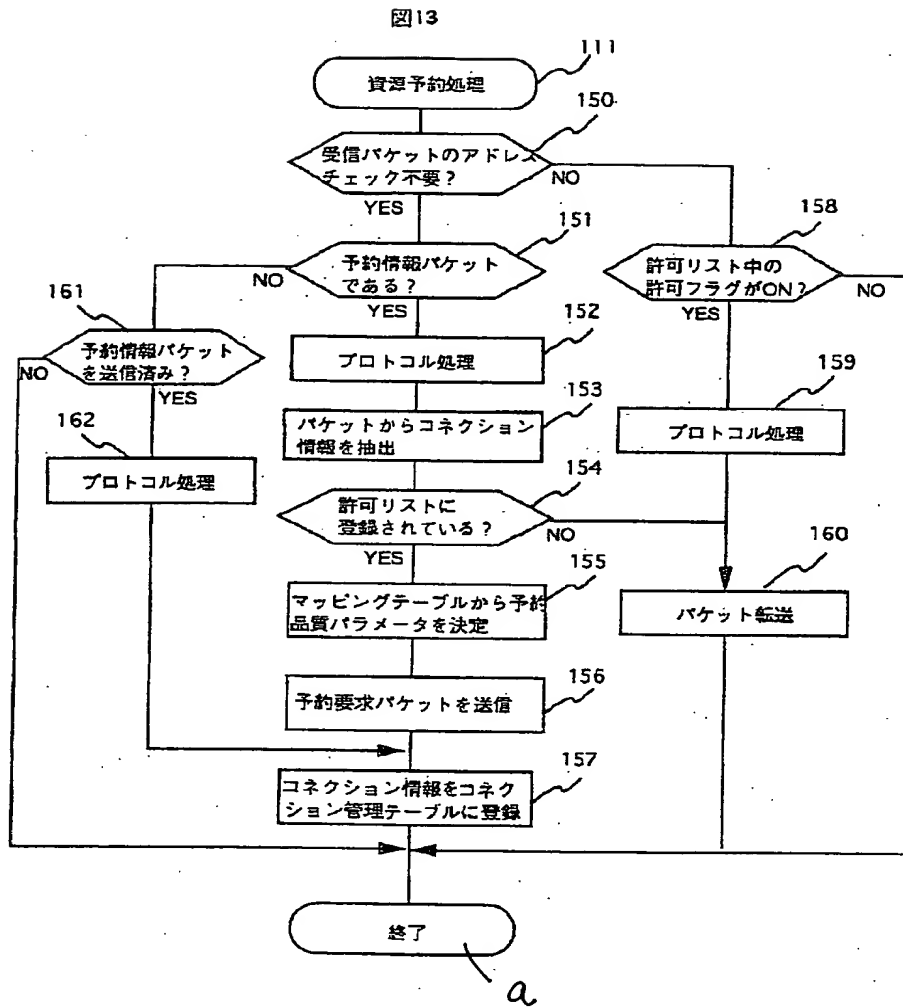 図13
111
資源予約処理
150
受信パケットのアドレス
チェック不要?
NO
YES
151
158
予約情報パケット
である?
NO
YES
許可リスト中の
許可フラグがON?
NO
YES
161
予約情報パケット
を送信済み?
NO
YES
152
プロトコル処理
153
パケットからコネクション
情報を抽出
159
プロトコル処理
162
プロトコル処理
154
許可リストに
登録されている?
NO
YES
160
パケット転送
155
マッピングテーブルから予約
品質パラメータを決定
156
予約要求パケットを送信
157
コネクション情報をコネク
ション管理テーブルに登録
終了
a